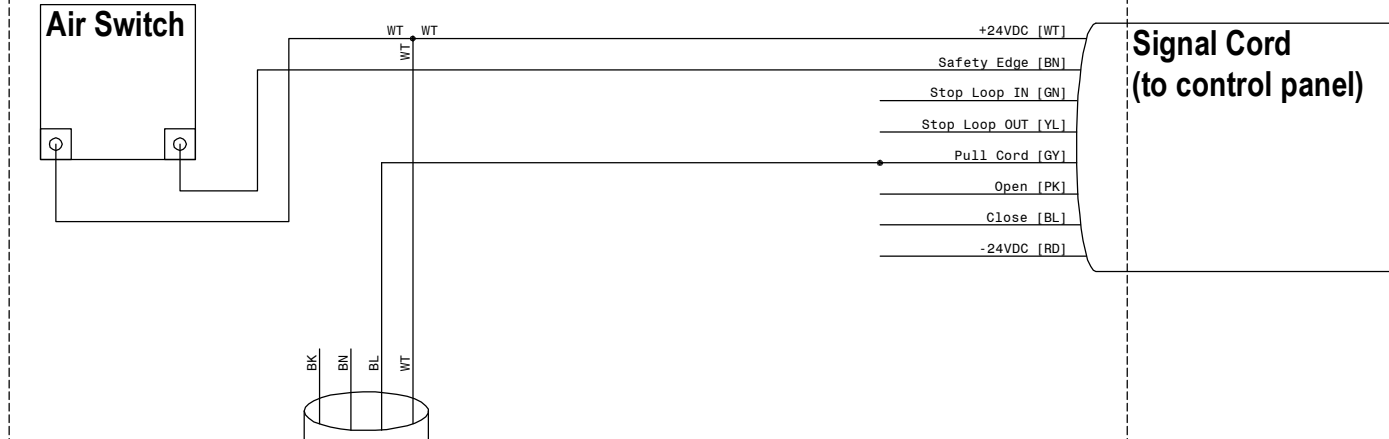 Air Switch
WT WT
WT
+24VDC [WT]
Signal Cord
(to control panel)
Safety Edge [BN]
Stop Loop IN [GN]
Stop Loop OUT [YL]
Pull Cord [GY]
Open [PK]
Close [BL]
-24VDC [RD]
BK
BN
BL
WT